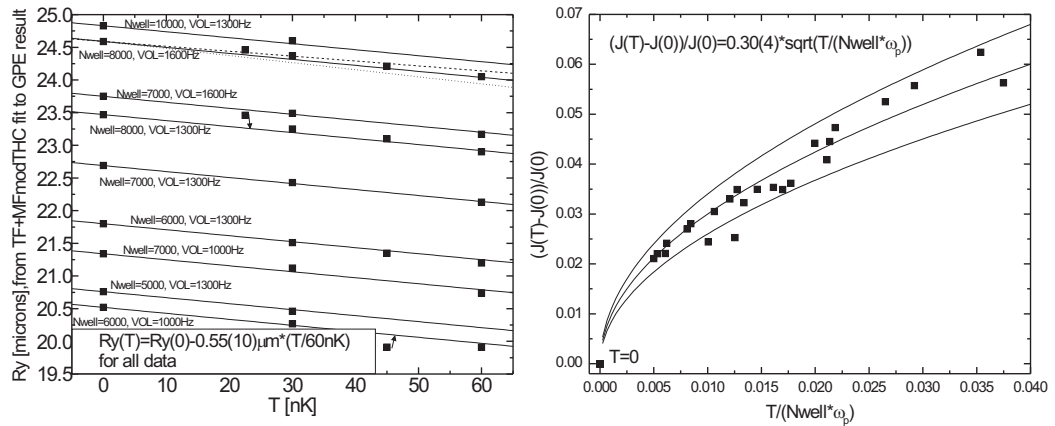 Ry [microns],from TF+MFmodTHC fit to GPE result
25.0
24.5
24.0
23.5
23.0
22.5
22.0
21.5
21.0
20.5
20.0
19.5
Nwell=10000, VOL=1300Hz
Nwell=8000, VOL=1600Hz
Nwell=7000, VOL=1600Hz
Nwell=8000, VOL=1300Hz
Nwell=7000, VOL=1300Hz
Nwell=6000, VOL=1300Hz
Nwell=7000, VOL=1000Hz
Nwell=5000, VOL=1300Hz
Nwell=6000, VOL=1000Hz
Ry(T)=Ry(0)-0.55(10)μm*(T/60nK)
for all data
0 10 20 30 40 50 60
T [nK]
(J(T)-J(0))/J(0)
0.07
0.06
0.05
0.04
0.03
0.02
0.01
0.00
(J(T)-J(0))/J(0)=0.30(4)*sqrt(T/(Nwell*ωₚ))
T=0
0.000 0.005 0.010 0.015 0.020 0.025 0.030 0.035 0.040
T/(Nwell*ωₚ)